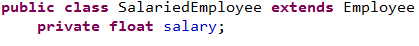 public class SalariedEmployee extends Employee
private float salary;